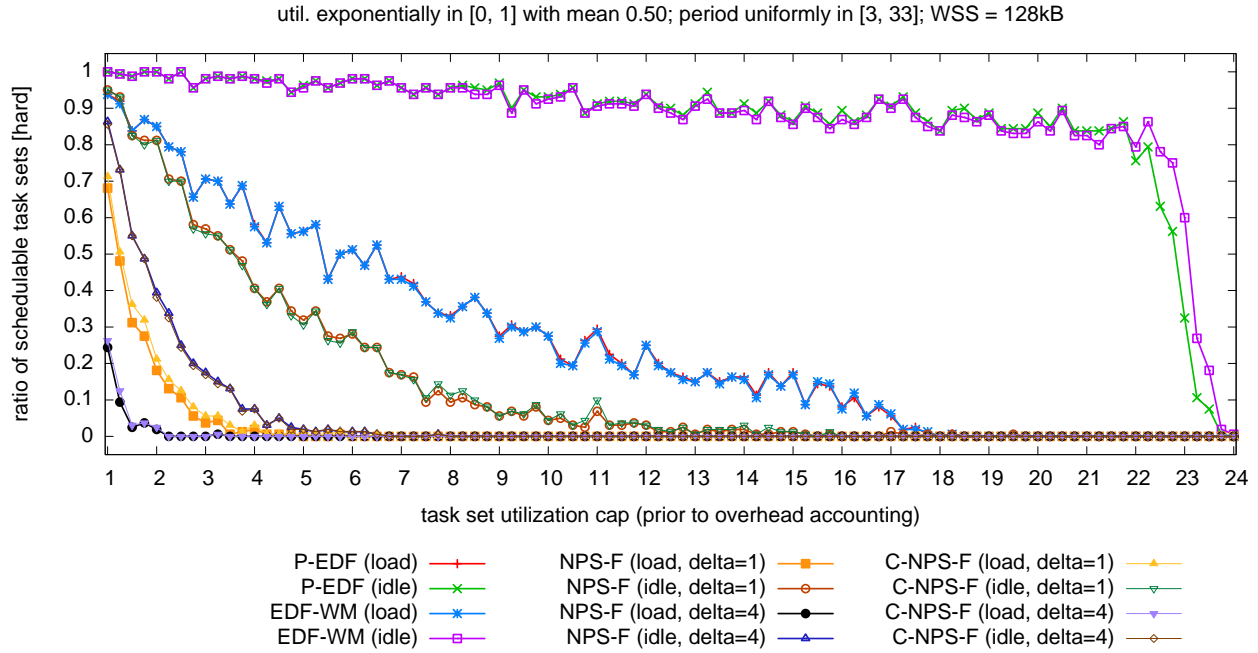 util. exponentially in [0, 1] with mean 0.50; period uniformly in [3, 33]; WSS = 128kB
ratio of schedulable task sets [hard]
1
0.9
0.8
0.7
0.6
0.5
0.4
0.3
0.2
0.1
0
1 2 3 4 5 6 7 8 9 10 11 12 13 14 15 16 17 18 19 20 21 22 23 24
task set utilization cap (prior to overhead accounting)
P-EDF (load) NPS-F (load, delta=1) C-NPS-F (load, delta=1)
P-EDF (idle) NPS-F (idle, delta=1) C-NPS-F (idle, delta=1)
EDF-WM (load) NPS-F (load, delta=4) C-NPS-F (load, delta=4)
EDF-WM (idle) NPS-F (idle, delta=4) C-NPS-F (idle, delta=4)